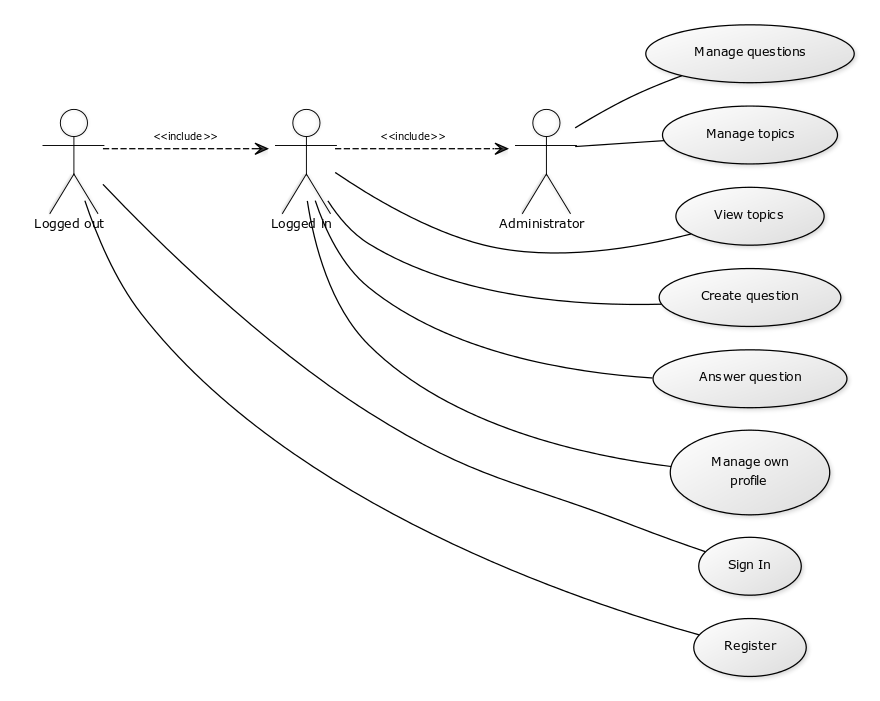 Manage questions
<<include>>
<<include>>
Manage topics
Logged out
Logged in
Administrator
View topics
Create question
Answer question
Manage own
profile
Sign In
Register